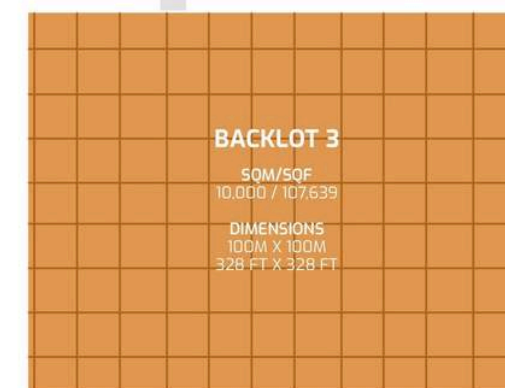 BACKLOT 3
SQM/SQF
10,000 / 107,639
DIMENSIONS
100M X 100M
328 FT X 328 FT